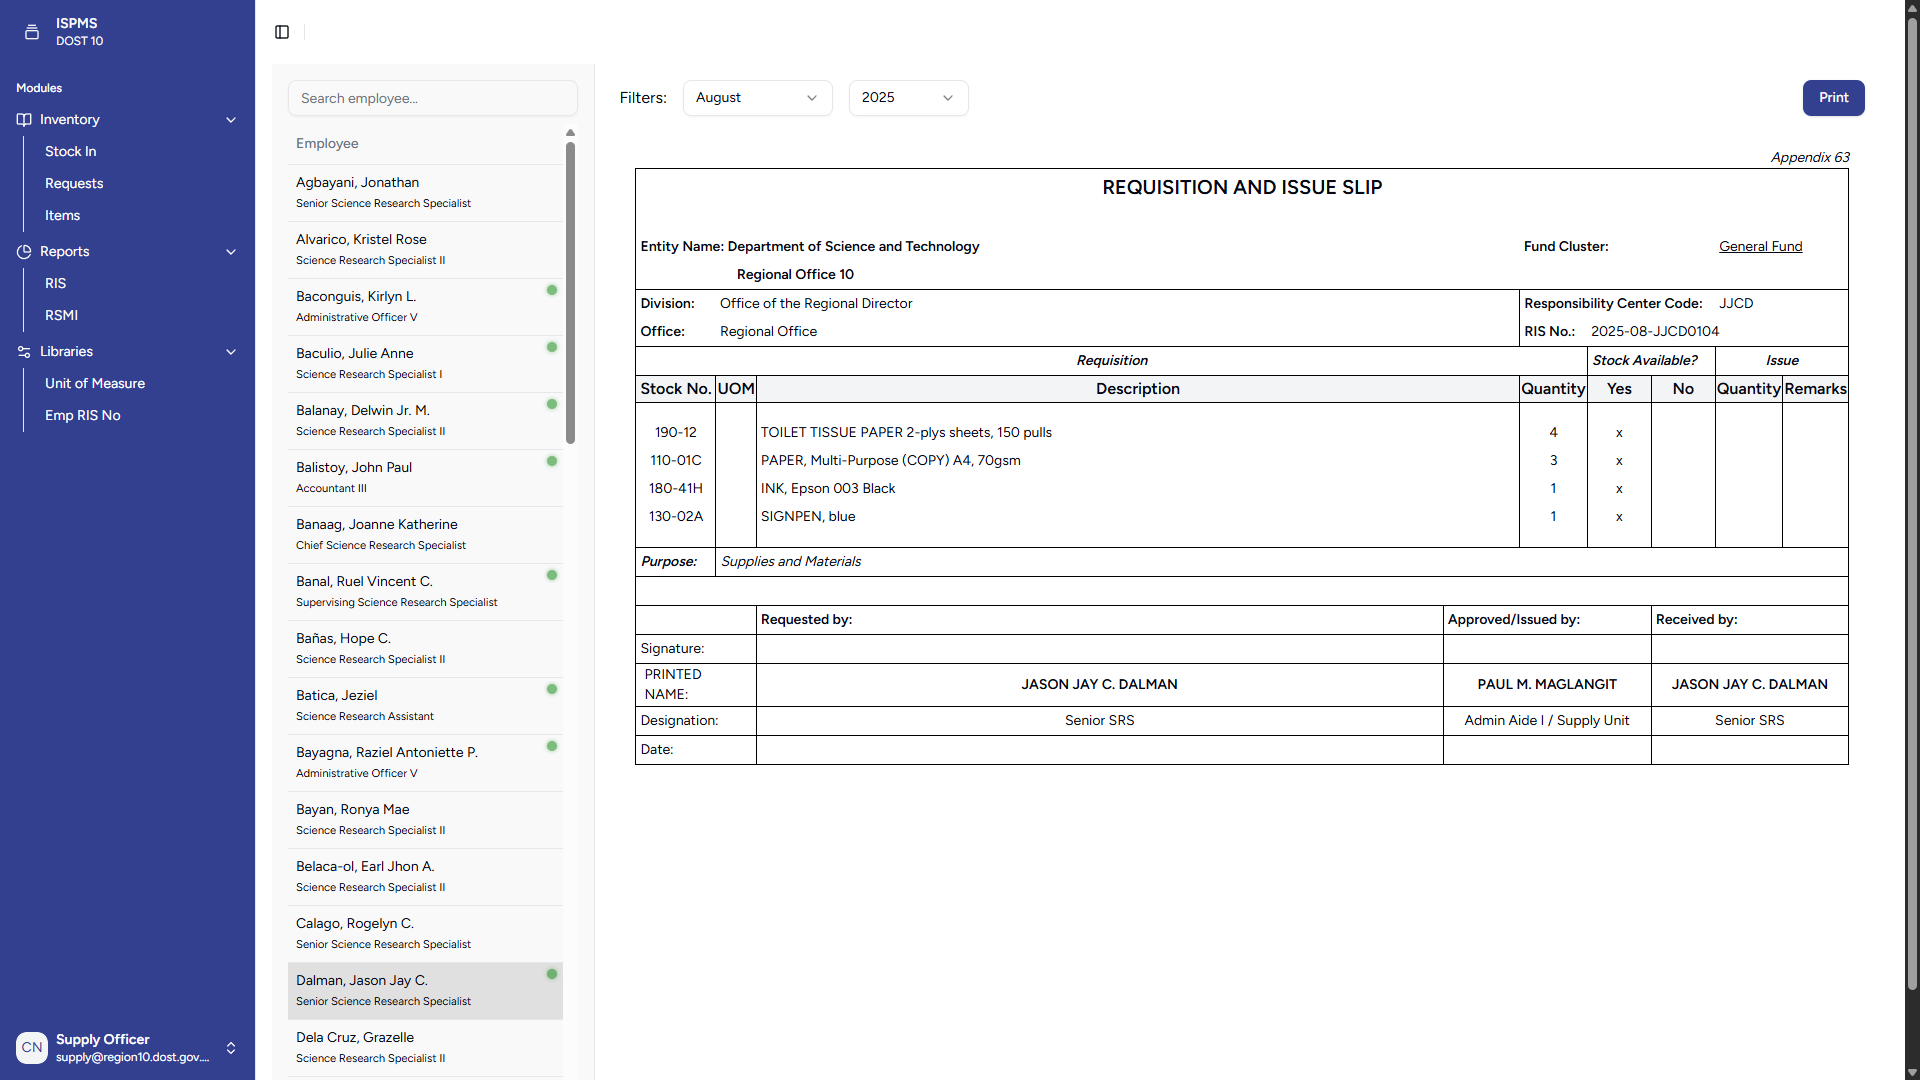 ISPMS
DOST 10
Modules
Inventory
Stock In
Requests
Items
Reports
RIS
RSMI
Libraries
Unit of Measure
Emp RIS No
CN
Supply Officer
supply@region10.dost.gov....
Search employee...
Employee
Agbayani, Jonathan
Senior Science Research Specialist
Alvarico, Kristel Rose
Science Research Specialist II
Baconguis, Kirlyn L.
Administrative Officer V
Baculio, Julie Anne
Science Research Specialist I
Balanay, Delwin Jr. M.
Science Research Specialist II
Balistoy, John Paul
Accountant III
Banaag, Joanne Katherine
Chief Science Research Specialist
Banal, Ruel Vincent C.
Supervising Science Research Specialist
Bañas, Hope C.
Science Research Specialist II
Batica, Jeziel
Science Research Assistant
Bayagna, Raziel Antoniette P.
Administrative Officer V
Bayan, Ronya Mae
Science Research Specialist II
Belaca-ol, Earl Jhon A.
Science Research Specialist II
Calago, Rogelyn C.
Senior Science Research Specialist
Dalman, Jason Jay C.
Senior Science Research Specialist
Dela Cruz, Grazelle
Science Research Specialist II
Filters: August 2025 Print
Appendix 63
REQUISITION AND ISSUE SLIP
Entity Name: Department of Science and Technology Fund Cluster: General Fund
Regional Office 10
Division: Office of the Regional Director Responsibility Center Code: JJCD
Office: Regional Office RIS No.: 2025-08-JJCD0104
Requisition Stock Available? Issue
Stock No. UOM Description Quantity Yes No Quantity Remarks
190-12 TOILET TISSUE PAPER 2-plys sheets, 150 pulls 4 x
110-01C PAPER, Multi-Purpose (COPY) A4, 70gsm 3 x
180-41H INK, Epson 003 Black 1 x
130-02A SIGNPEN, blue 1 x
Purpose: Supplies and Materials
Requested by: Approved/Issued by: Received by:
Signature:
PRINTED NAME: JASON JAY C. DALMAN PAUL M. MAGLANGIT JASON JAY C. DALMAN
Designation: Senior SRS Admin Aide I / Supply Unit Senior SRS
Date: